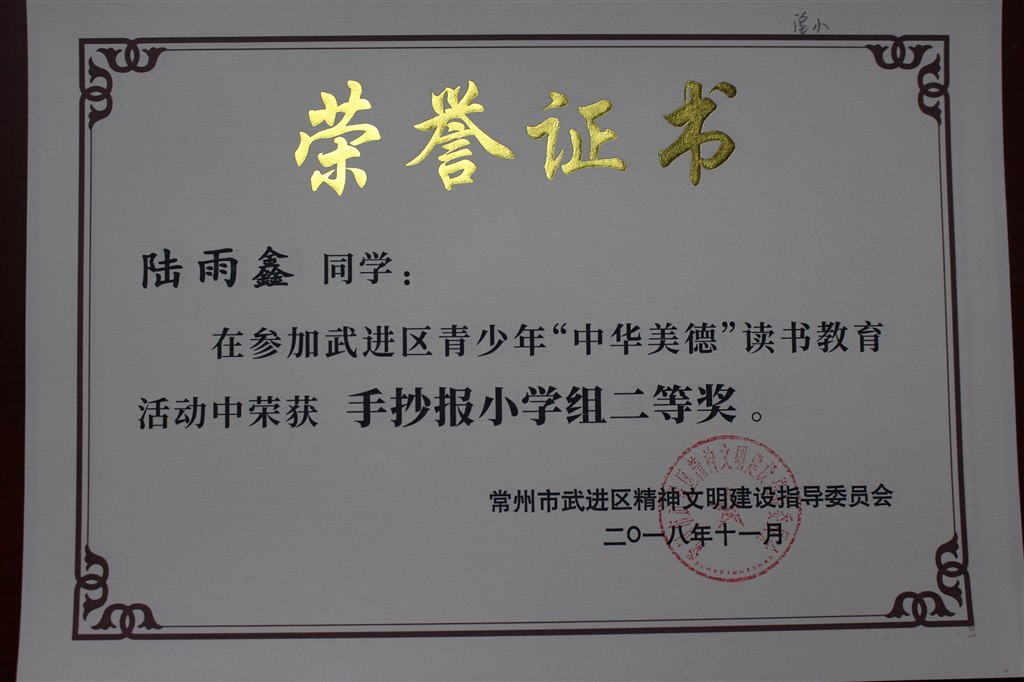 荣誉证书
陆雨鑫 同学：
在参加武进区青少年“中华美德”读书教育
活动中荣获 手抄报小学组二等奖。
常州市武进区精神文明建设指导委员会
二〇一八年十一月